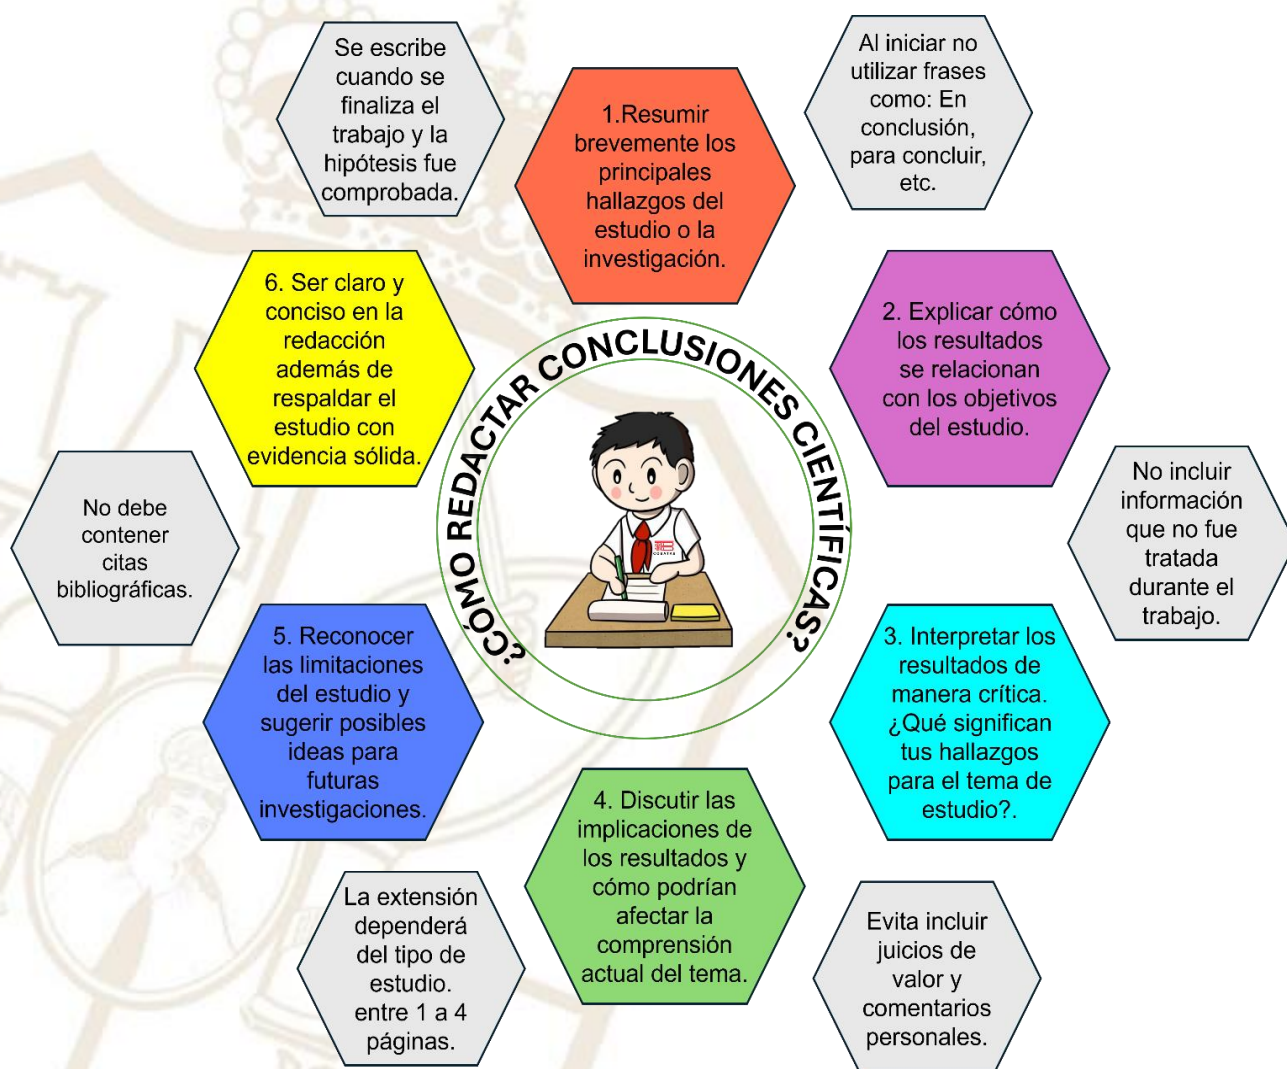 Se escribe
cuando se
finaliza el
trabajo y la
hipótesis fue
comprobada.
1.Resumir
brevemente los
principales
hallazgos del
estudio o la
investigación.
Al iniciar no
utilizar frases
como: En
conclusión,
para concluir,
etc.
6. Ser claro y
conciso en la
redacción
además de
respaldar el
estudio con
evidencia sólida.
2. Explicar cómo
los resultados
se relacionan
con los objetivos
del estudio.
¿CÓMO REDACTAR CONCLUSIONES CIENTÍFICAS?
No debe
contener
citas
bibliográficas.
No incluir
información
que no fue
tratada
durante el
trabajo.
5. Reconocer
las limitaciones
del estudio y
sugerir posibles
ideas para
futuras
investigaciones.
3. Interpretar los
resultados de
manera crítica.
¿Qué significan
tus hallazgos
para el tema de
estudio?.
4. Discutir las
implicaciones de
los resultados y
cómo podrían
afectar la
comprensión
actual del tema.
La extensión
dependerá
del tipo de
estudio.
entre 1 a 4
páginas.
Evita incluir
juicios de
valor y
comentarios
personales.